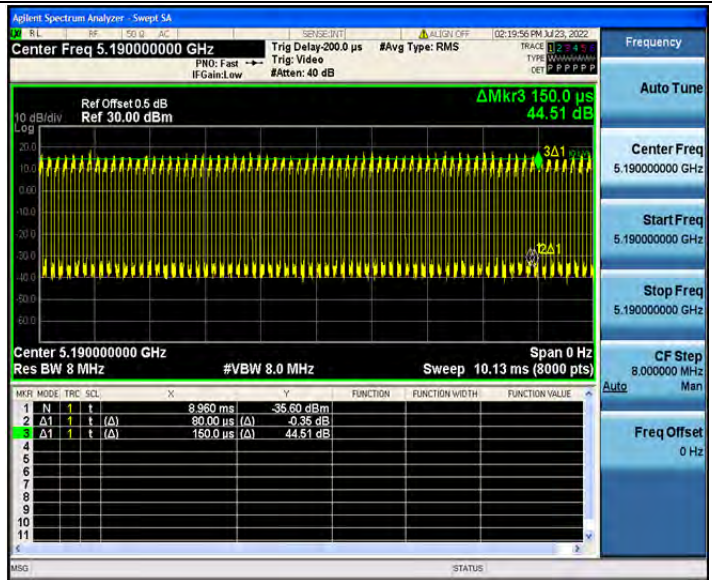 Agilent Spectrum Analyzer - Swept SA
RL RF 50 Ω AC SENSE:INT ALIGN OFF 02:19:56 PM Jul 23, 2022
Center Freq 5.190000000 GHz
PNO: Fast
IFGain:Low
Trig Delay-200.0 µs
Trig: Video
#Atten: 40 dB
#Avg Type: RMS
TRACE 1 2 3 4 5 6
TYPE
DET P P P P P P
Frequency
Auto Tune
Ref Offset 0.5 dB
10 dB/div Ref 30.00 dBm
Log
ΔMkr3 150.0 µs
44.51 dB
20.0
10.0
0.00
-10.0
-20.0
-30.0
-40.0
-60.0
3Δ1
2Δ1
Center Freq
5.190000000 GHz
Start Freq
5.190000000 GHz
Stop Freq
5.190000000 GHz
Center 5.190000000 GHz Span 0 Hz
Res BW 8 MHz #VBW 8.0 MHz Sweep 10.13 ms (8000 pts)
CF Step
8.000000 MHz
Auto Man
Freq Offset
0 Hz
MKR MODE TRC SCL X Y FUNCTION FUNCTION WIDTH FUNCTION VALUE
1 N 1 t 8.960 ms -35.60 dBm
2 Δ1 1 t (Δ) 80.00 µs (Δ) -0.35 dB
3 Δ1 1 t (Δ) 150.0 µs (Δ) 44.51 dB
4
5
6
7
8
9
10
11
MSG STATUS